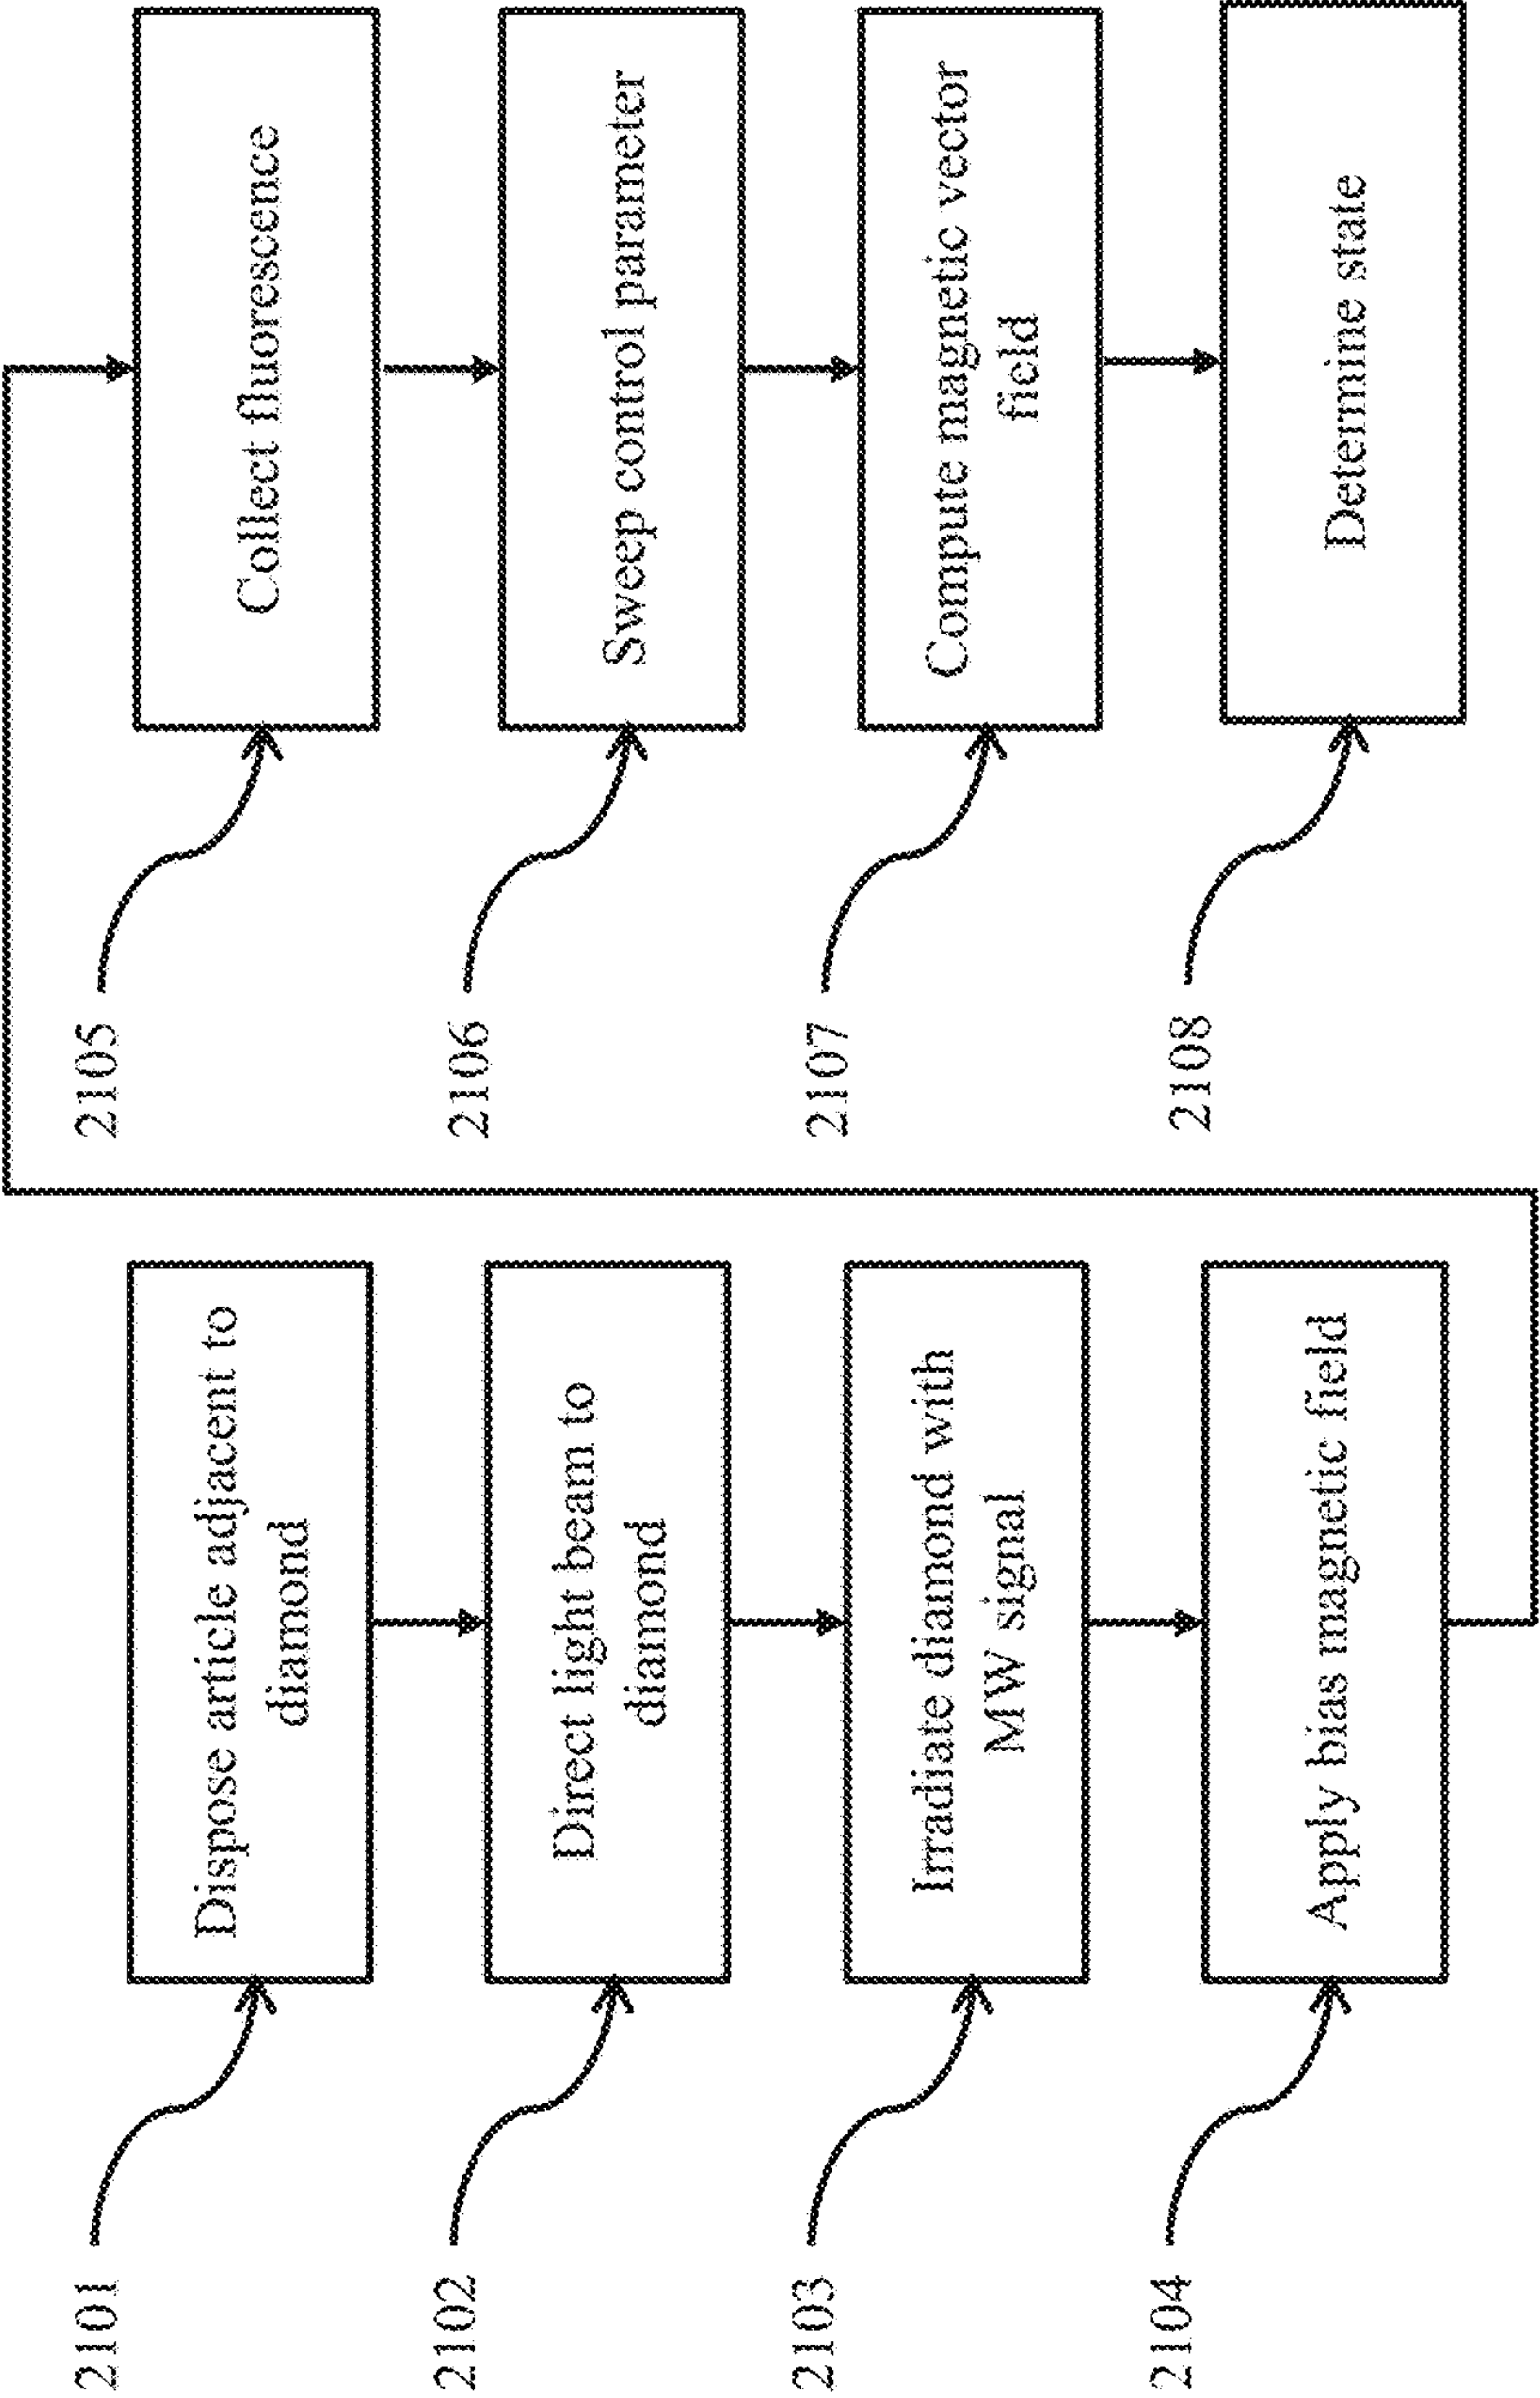 2101
Dispose article adjacent to
diamond
2102
Direct light beam to
diamond
2103
Irradiate diamond with
MW signal
2104
Apply bias magnetic field
2105
Collect fluorescence
2106
Sweep control parameter
2107
Compute magnetic vector
field
2108
Determine state